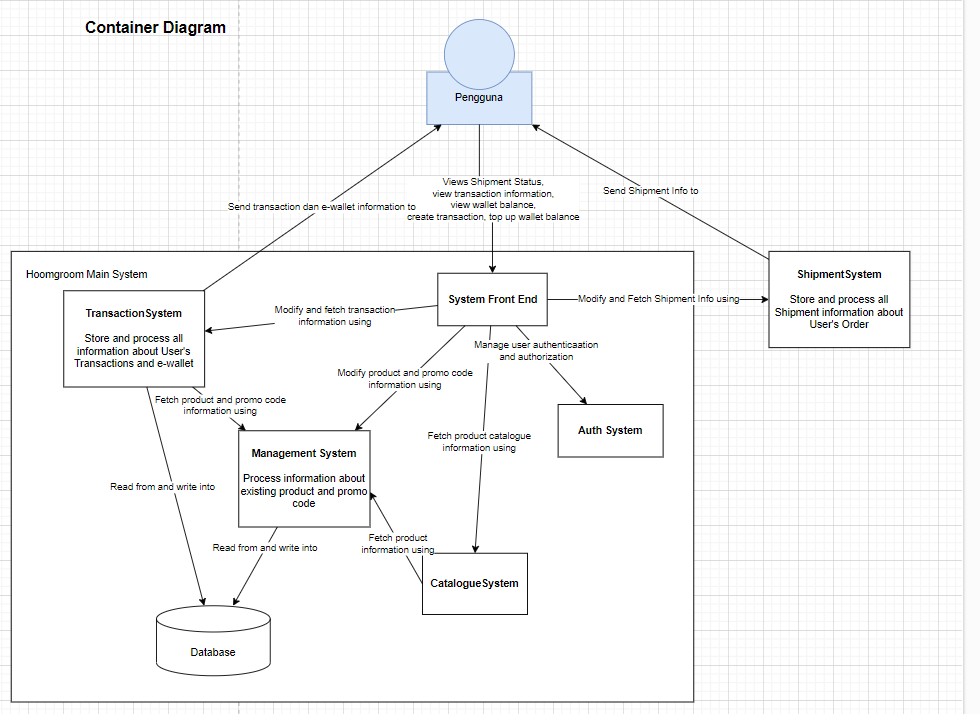 Container Diagram
Pengguna
Views Shipment Status,
view transaction information,
view wallet balance,
create transaction, top up wallet balance
Send transaction dan e-wallet information to
Send Shipment Info to
Hoomgroom Main System
TransactionSystem
Store and process all
information about User's
Transactions and e-wallet
Modify and fetch transaction
information using
System Front End
Modify and Fetch Shipment Info using
ShipmentSystem
Store and process all
Shipment information about
User's Order
Manage user authenticaation
and authorization
Modify product and promo code
information using
Fetch product and promo code
information using
Auth System
Fetch product catalogue
information using
Management System
Process information about
existing product and promo
code
Read from and write into
Read from and write into
Fetch product
information using
CatalogueSystem
Database